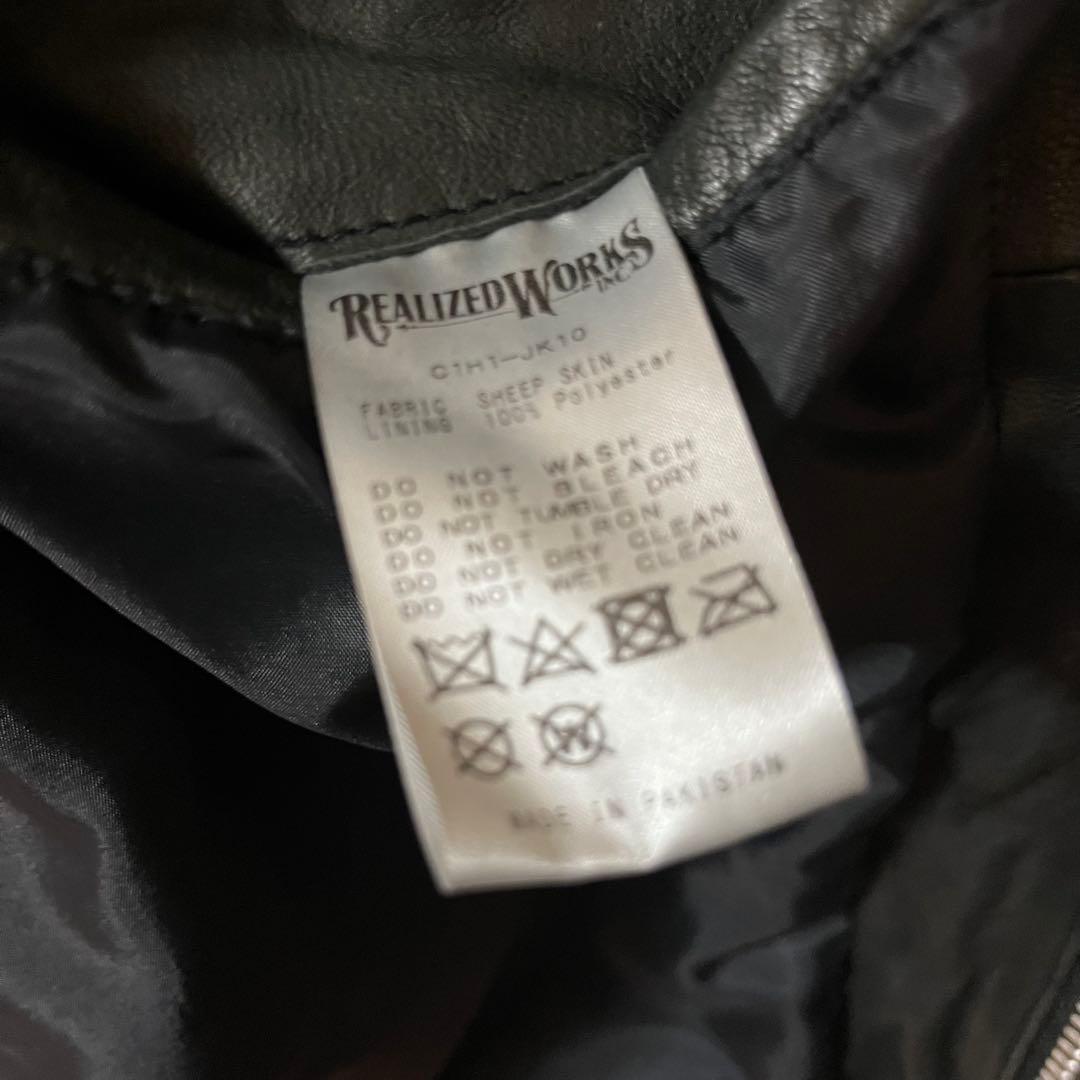 REALIZED WORKS INC.
C1H1-JK10
FABRIC SHEEP SKIN
LINING 100% Polyester
DO NOT WASH
DO NOT BLEACH
DO NOT TUMBLE DRY
DO NOT IRON
DO NOT DRY CLEAN
DO NOT WET CLEAN
W
MADE IN PAKISTAN